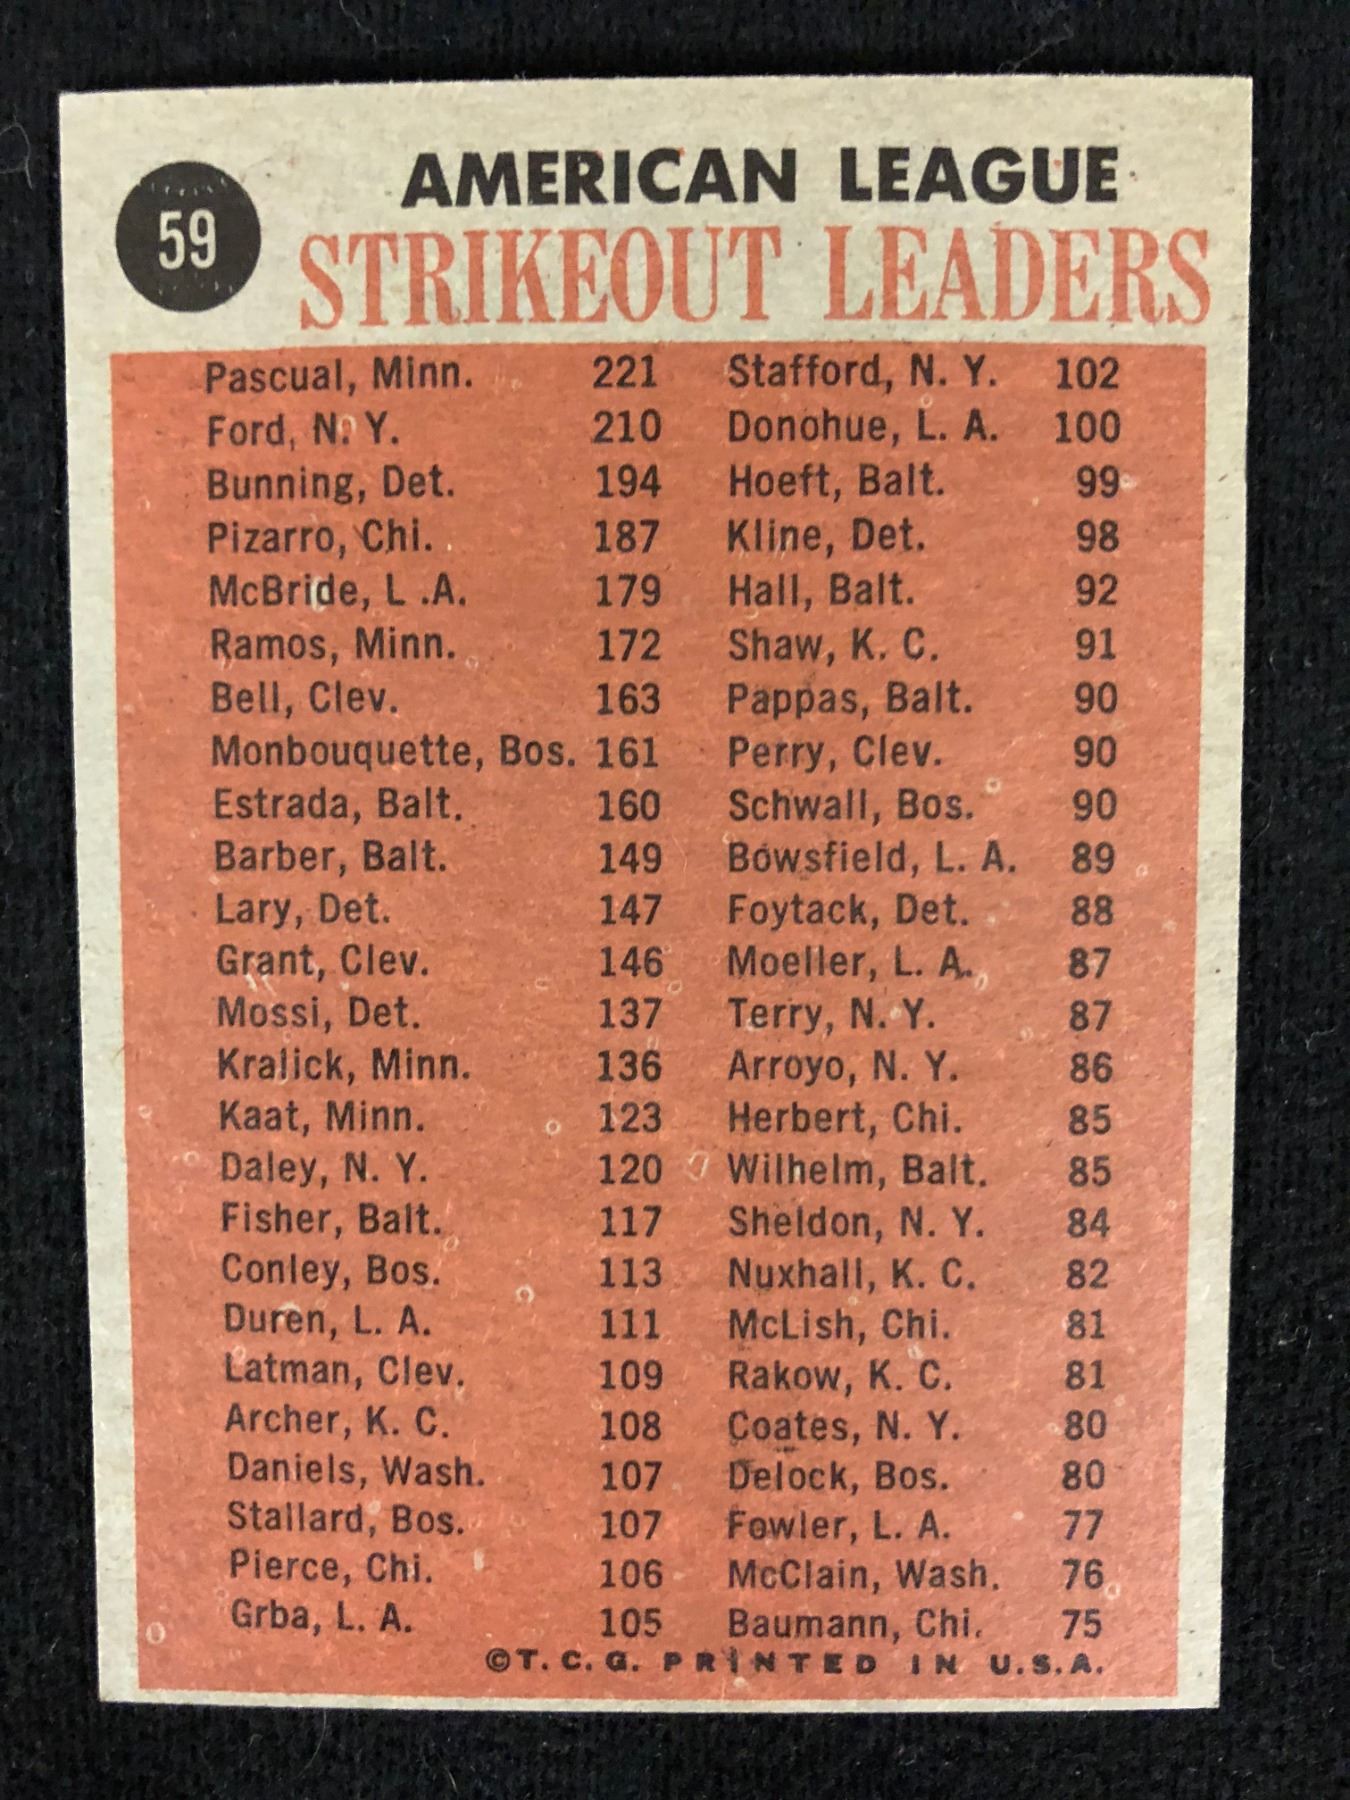 59
AMERICAN LEAGUE
STRIKEOUT LEADERS
Pascual, Minn. 221
Ford, N. Y. 210
Bunning, Det. 194
Pizarro, Chi. 187
McBride, L .A. 179
Ramos, Minn. 172
Bell, Clev. 163
Monbouquette, Bos. 161
Estrada, Balt. 160
Barber, Balt. 149
Lary, Det. 147
Grant, Clev. 146
Mossi, Det. 137
Kralick, Minn. 136
Kaat, Minn. 123
Daley, N. Y. 120
Fisher, Balt. 117
Conley, Bos. 113
Duren, L. A. 111
Latman, Clev. 109
Archer, K. C. 108
Daniels, Wash. 107
Stallard, Bos. 107
Pierce, Chi. 106
Grba, L. A. 105
Stafford, N. Y. 102
Donohue, L. A. 100
Hoeft, Balt. 99
Kline, Det. 98
Hall, Balt. 92
Shaw, K. C. 91
Pappas, Balt. 90
Perry, Clev. 90
Schwall, Bos. 90
Bowsfield, L. A. 89
Foytack, Det. 88
Moeller, L. A. 87
Terry, N. Y. 87
Arroyo, N. Y. 86
Herbert, Chi. 85
Wilhelm, Balt. 85
Sheldon, N. Y. 84
Nuxhall, K. C. 82
McLish, Chi. 81
Rakow, K. C. 81
Coates, N. Y. 80
Delock, Bos. 80
Fowler, L. A. 77
McClain, Wash. 76
Baumann, Chi. 75
©T. C. G. PRINTED IN U.S.A.